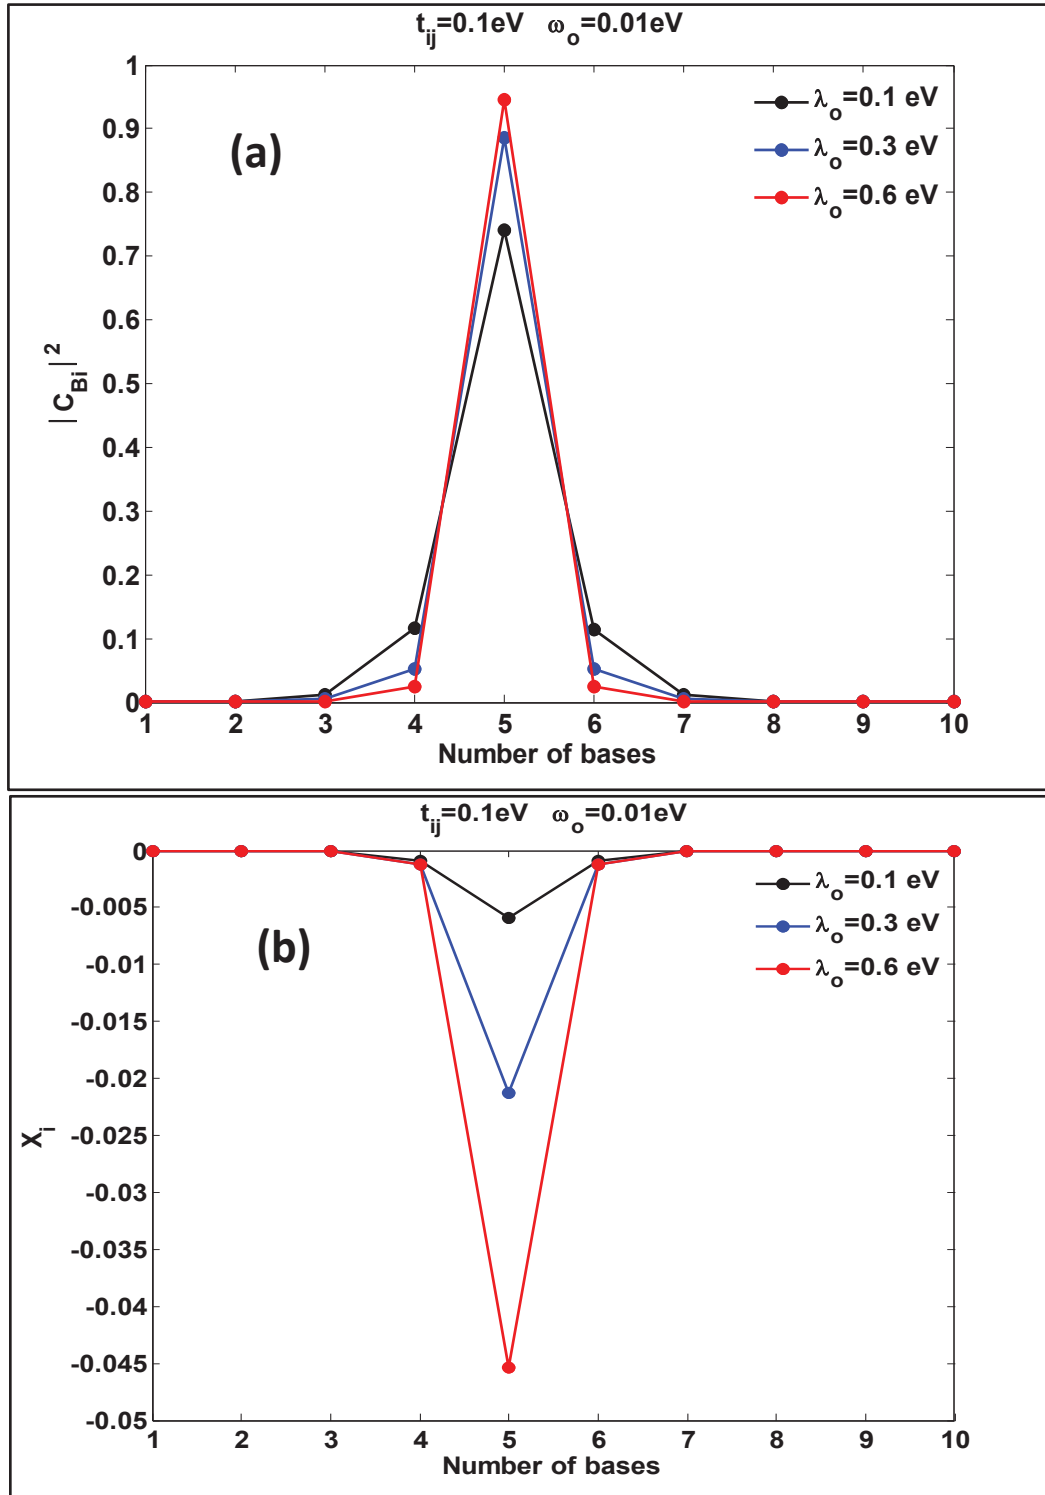 t_ij=0.1eV ω_o=0.01eV
1
0.9
0.8
0.7
0.6
0.5
0.4
0.3
0.2
0.1
0
|C_Bi|^2
(a)
λ_o=0.1 eV
λ_o=0.3 eV
λ_o=0.6 eV
1 2 3 4 5 6 7 8 9 10
Number of bases
t_ij=0.1eV ω_o=0.01eV
0
-0.005
-0.01
-0.015
-0.02
-0.025
-0.03
-0.035
-0.04
-0.045
-0.05
X_i
(b)
λ_o=0.1 eV
λ_o=0.3 eV
λ_o=0.6 eV
1 2 3 4 5 6 7 8 9 10
Number of bases